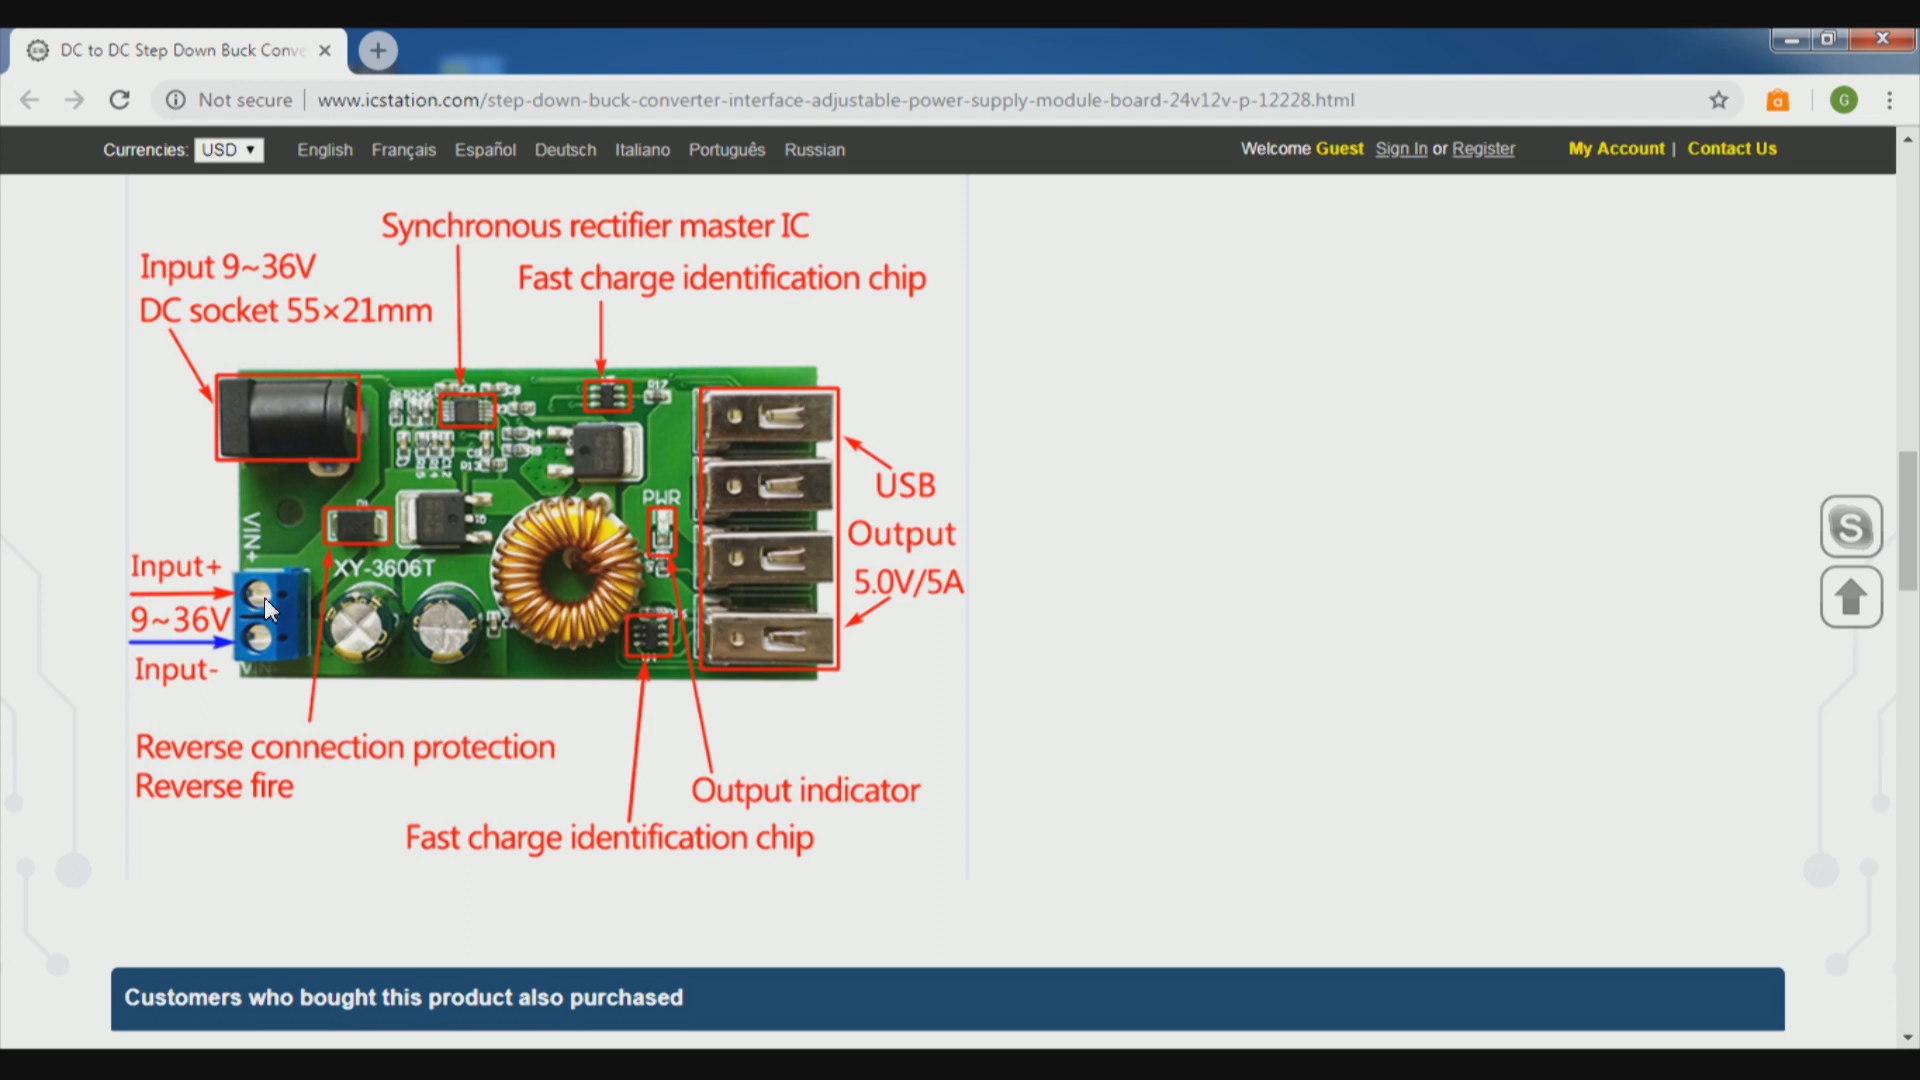 DC to DC Step Down Buck Conve
Not secure
www.icstation.com/step-down-buck-converter-interface-adjustable-power-supply-module-board-24v12v-p-12228.html
G
Currencies: USD English Français Español Deutsch Italiano Português Russian
Welcome Guest Sign In or Register My Account | Contact Us
Synchronous rectifier master IC
Input 9~36V
DC socket 55×21mm
Fast charge identification chip
R17
PWR
VIN+
XY-3606T
USB
Output
5.0V/5A
Input+
9~36V
Input-
Reverse connection protection
Reverse fire
Output indicator
Fast charge identification chip
Customers who bought this product also purchased